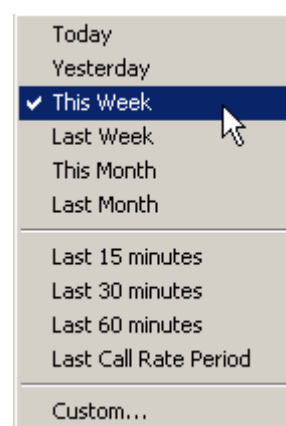 Today
Yesterday
This Week
Last Week
This Month
Last Month
Last 15 minutes
Last 30 minutes
Last 60 minutes
Last Call Rate Period
Custom...